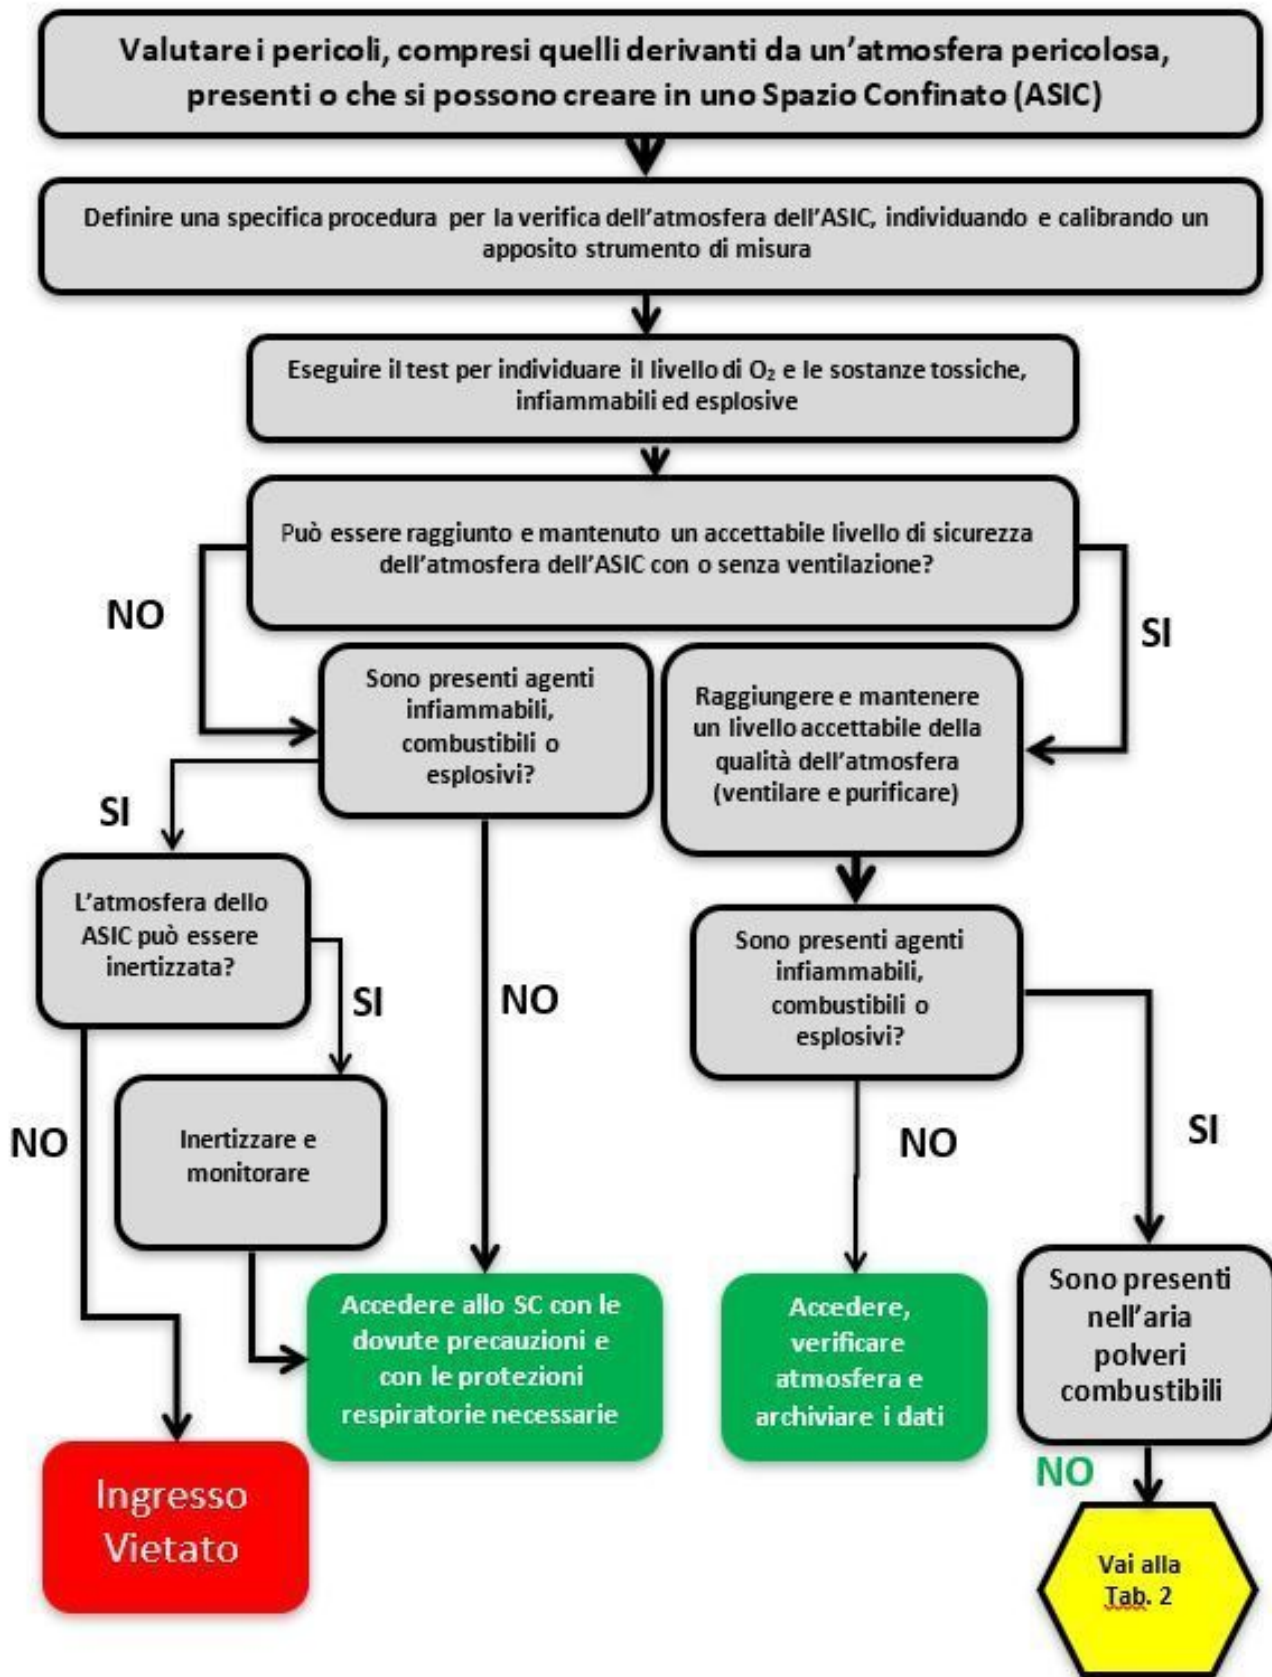 Valutare i pericoli, compresi quelli derivanti da un’atmosfera pericolosa,
presenti o che si possono creare in uno Spazio Confinato (ASIC)
Definire una specifica procedura per la verifica dell’atmosfera dell’ASIC, individuando e calibrando un
apposito strumento di misura
Eseguire il test per individuare il livello di O₂ e le sostanze tossiche,
infiammabili ed esplosive
Può essere raggiunto e mantenuto un accettabile livello di sicurezza
dell’atmosfera dell’ASIC con o senza ventilazione?
NO
SI
Sono presenti agenti
infiammabili,
combustibili o
esplosivi?
Raggiungere e mantenere
un livello accettabile della
qualità dell’atmosfera
(ventilare e purificare)
SI
L’atmosfera dello
ASIC può essere
inertizzata?
SI
NO
Sono presenti agenti
infiammabili,
combustibili o
esplosivi?
NO
Inertizzare e
monitorare
NO
SI
Accedere allo SC con le
dovute precauzioni e
con le protezioni
respiratorie necessarie
Accedere,
verificare
atmosfera e
archiviare i dati
Sono presenti
nell’aria
polveri
combustibili
Ingresso
Vietato
NO
Vai alla
Tab. 2